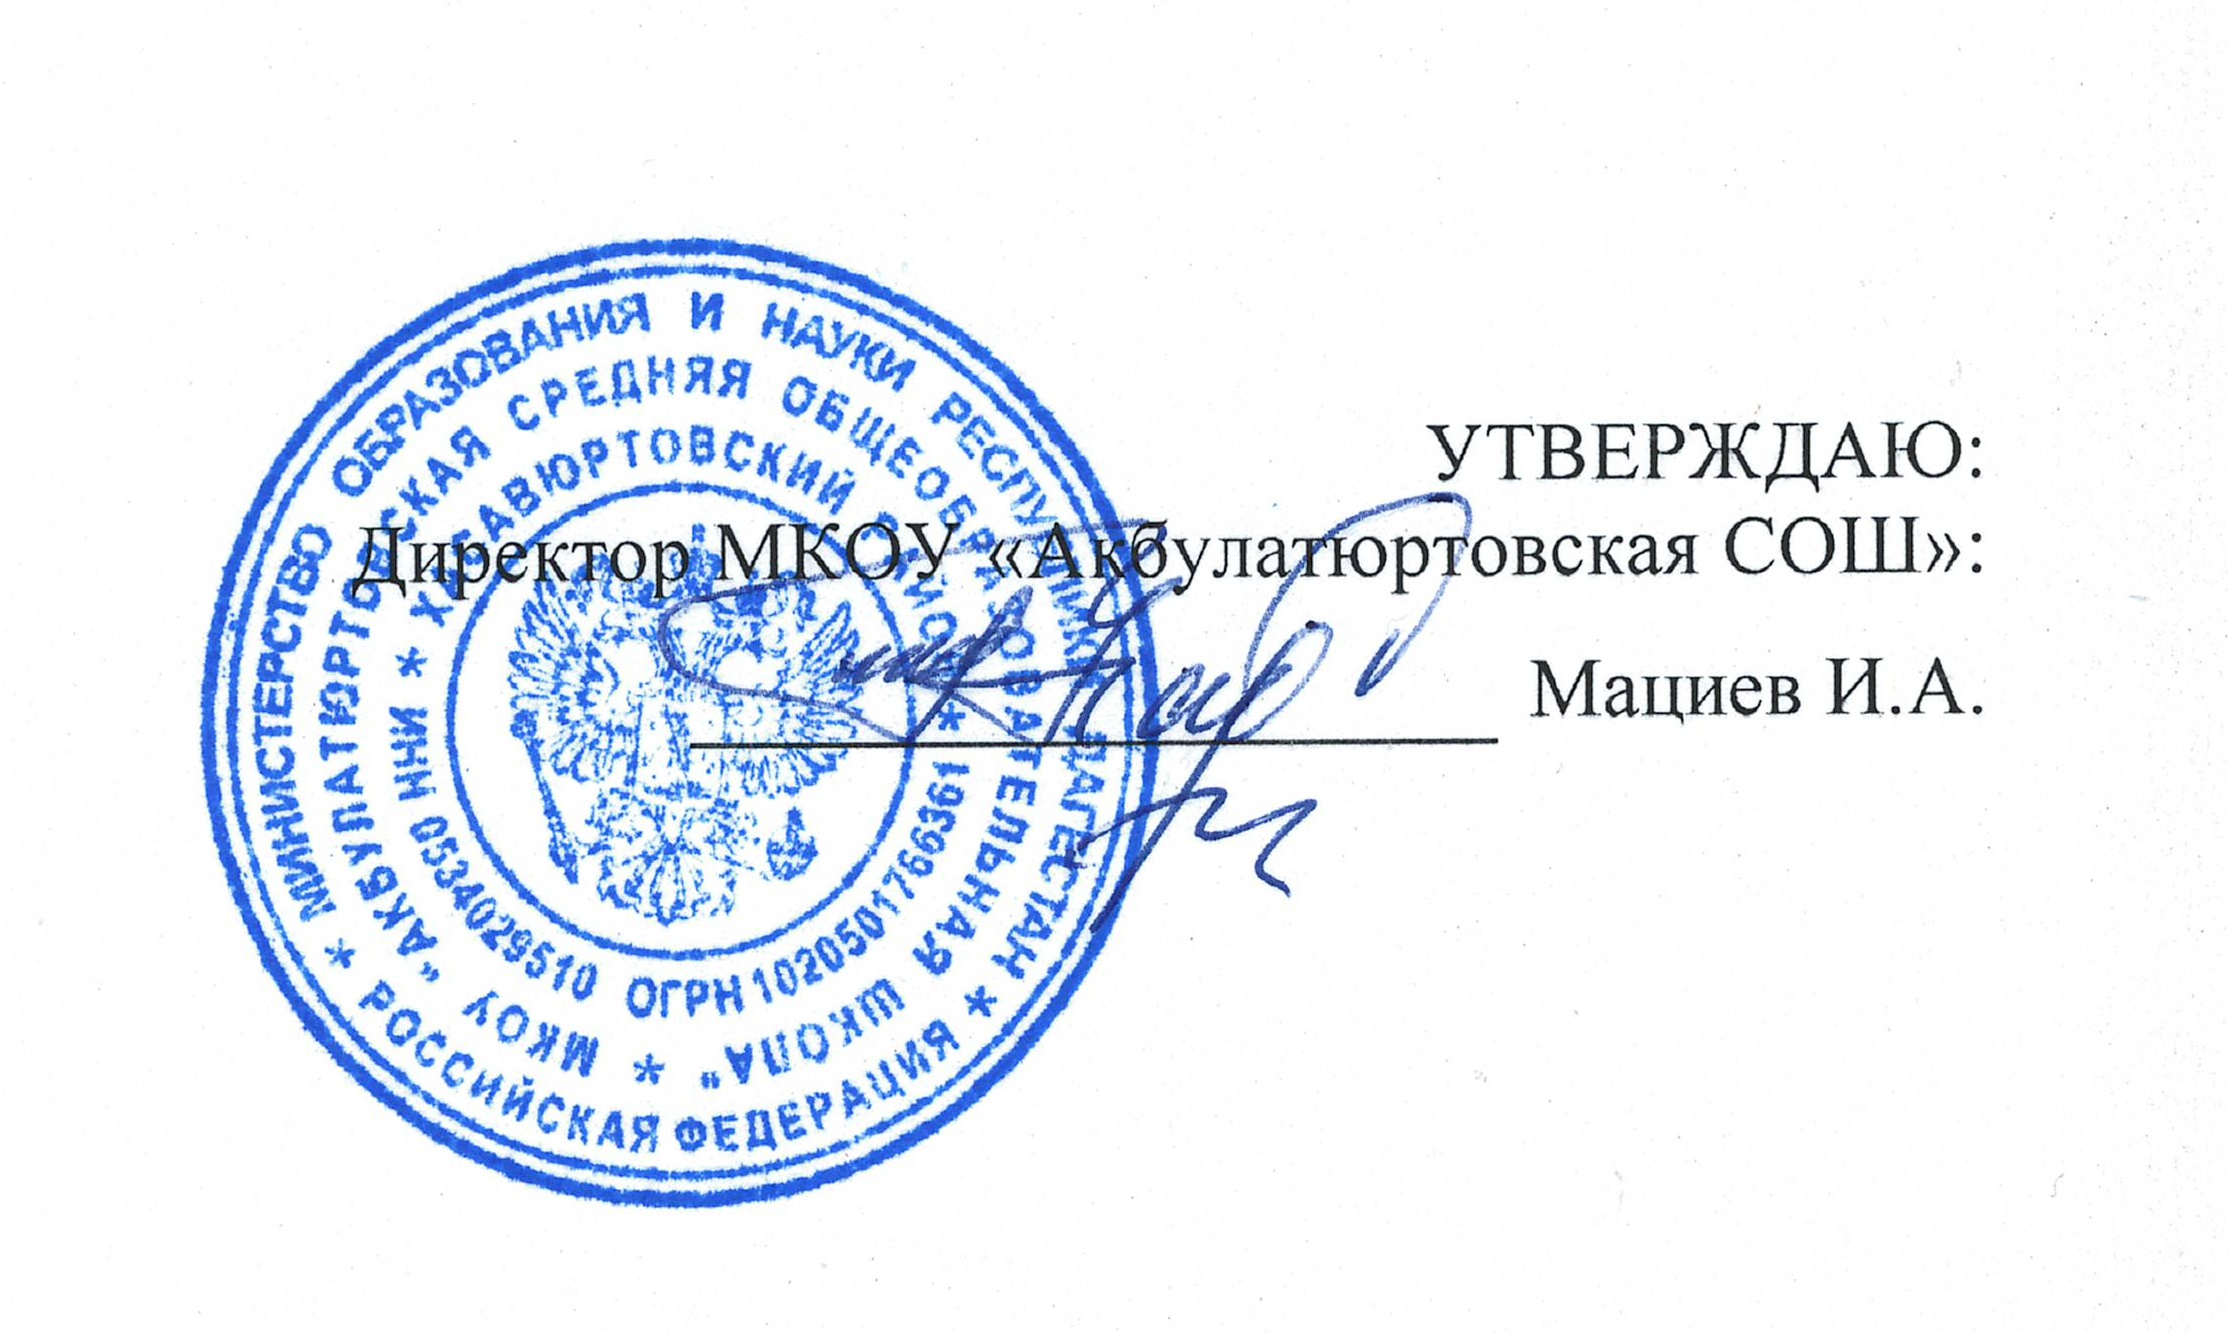 УТВЕРЖДАЮ:
Директор МКОУ «Акбулатюртовская СОШ»:
Мациев И.А.
* МИНИСТЕРСТВО ОБРАЗОВАНИЯ И НАУКИ РЕСПУБЛИКИ ДАГЕСТАН *
РОССИЙСКАЯ ФЕДЕРАЦИЯ
* МКОУ "АКБУЛАТЮРТОВСКАЯ СРЕДНЯЯ ОБЩЕОБРАЗОВАТЕЛЬНАЯ ШКОЛА"
* ХАСАВЮРТОВСКИЙ РАЙОН *
ИНН 0534029510 ОГРН 1020501766361